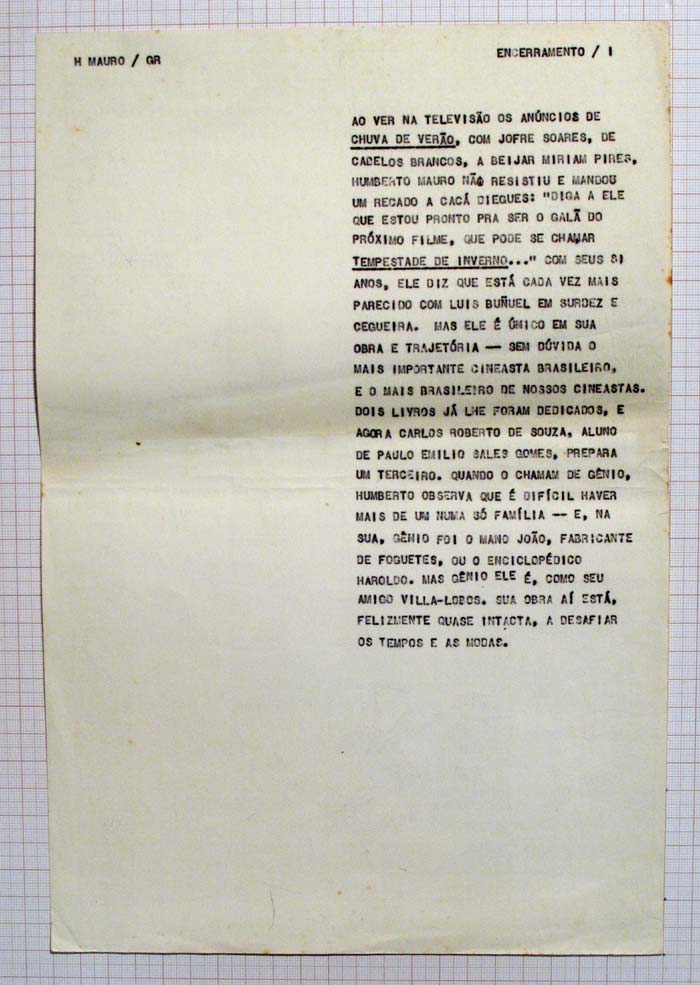 H MAURO / GR
ENCERRAMENTO / I
AO VER NA TELEVISÃO OS ANÚNCIOS DE
CHUVA DE VERÃO, COM JOFRE SOARES, DE
CABELOS BRANCOS, A BEIJAR MIRIAM PIRES,
HUMBERTO MAURO NÃO RESISTIU E MANDOU
UM RECADO A CACÁ DIEGUES: "DIGA A ELE
QUE ESTOU PRONTO PRA SER O GALÃ DO
PRÓXIMO FILME, QUE PODE SE CHAMAR
TEMPESTADE DE INVERNO..." COM SEUS 81
ANOS, ELE DIZ QUE ESTÁ CADA VEZ MAIS
PARECIDO COM LUIS BUÑUEL EM SURDEZ E
CEGUEIRA. MAS ELE É ÚNICO EM SUA
OBRA E TRAJETÓRIA — SEM DÚVIDA O
MAIS IMPORTANTE CINEASTA BRASILEIRO,
E O MAIS BRASILEIRO DE NOSSOS CINEASTAS.
DOIS LIVROS JÁ LHE FORAM DEDICADOS, E
AGORA CARLOS ROBERTO DE SOUZA, ALUNO
DE PAULO EMILIO SALES GOMES, PREPARA
UM TERCEIRO. QUANDO O CHAMAM DE GÊNIO,
HUMBERTO OBSERVA QUE É DIFÍCIL HAVER
MAIS DE UM NUMA SÓ FAMÍLIA — E, NA
SUA, GÊNIO FOI O MANO JOÃO, FABRICANTE
DE FOGUETES, OU O ENCICLOPÉDICO
HAROLDO. MAS GÊNIO ELE É, COMO SEU
AMIGO VILLA-LOBOS. SUA OBRA AÍ ESTÁ,
FELIZMENTE QUASE INTACTA, A DESAFIAR
OS TEMPOS E AS MODAS.